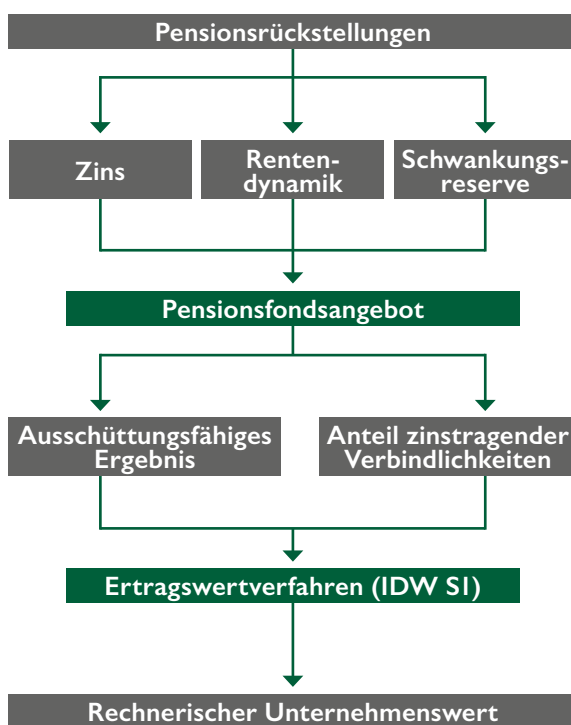 Pensionsrückstellungen
Zins
Renten-
dynamik
Schwankungs-
reserve
Pensionsfondsangebot
Ausschüttungsfähiges
Ergebnis
Anteil zinstragender
Verbindlichkeiten
Ertragswertverfahren (IDW S1)
Rechnerischer Unternehmenswert